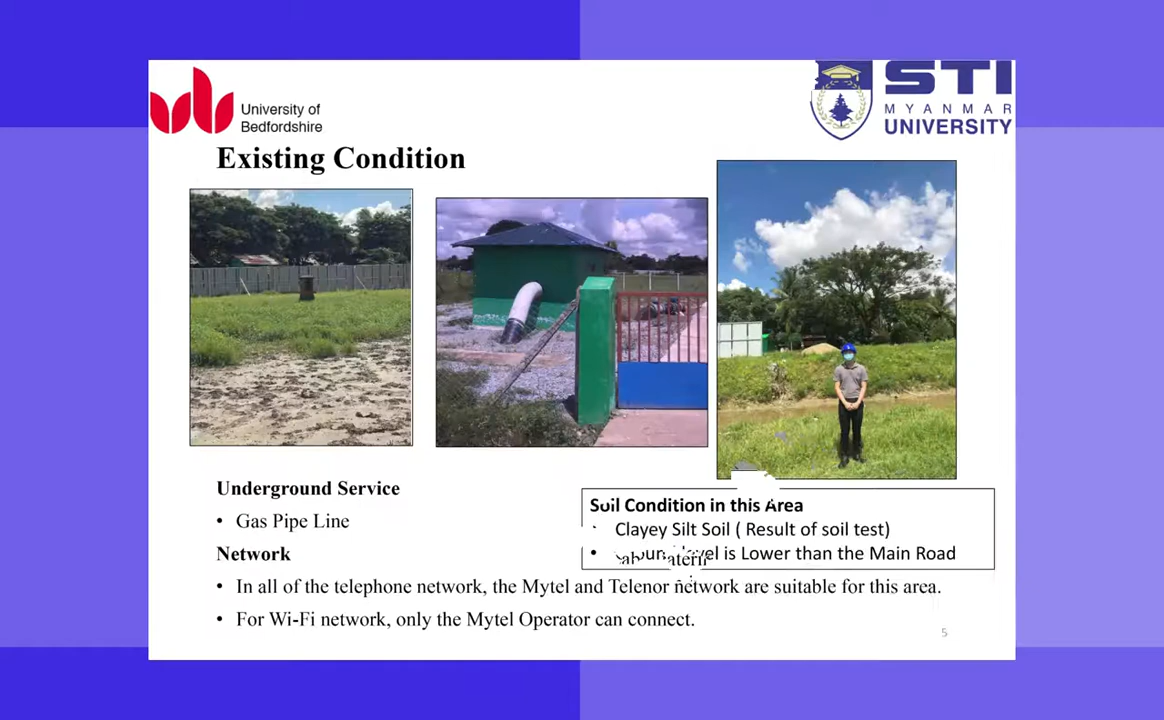 University of
Bedfordshire
STI
MYANMAR
UNIVERSITY
Existing Condition
Underground Service
• Gas Pipe Line
Network
Soil Condition in this Area
Clayey Silt Soil ( Result of soil test)
• level is Lower than the Main Road
• In all of the telephone network, the Mytel and Telenor network are suitable for this area.
• For Wi-Fi network, only the Mytel Operator can connect.
5